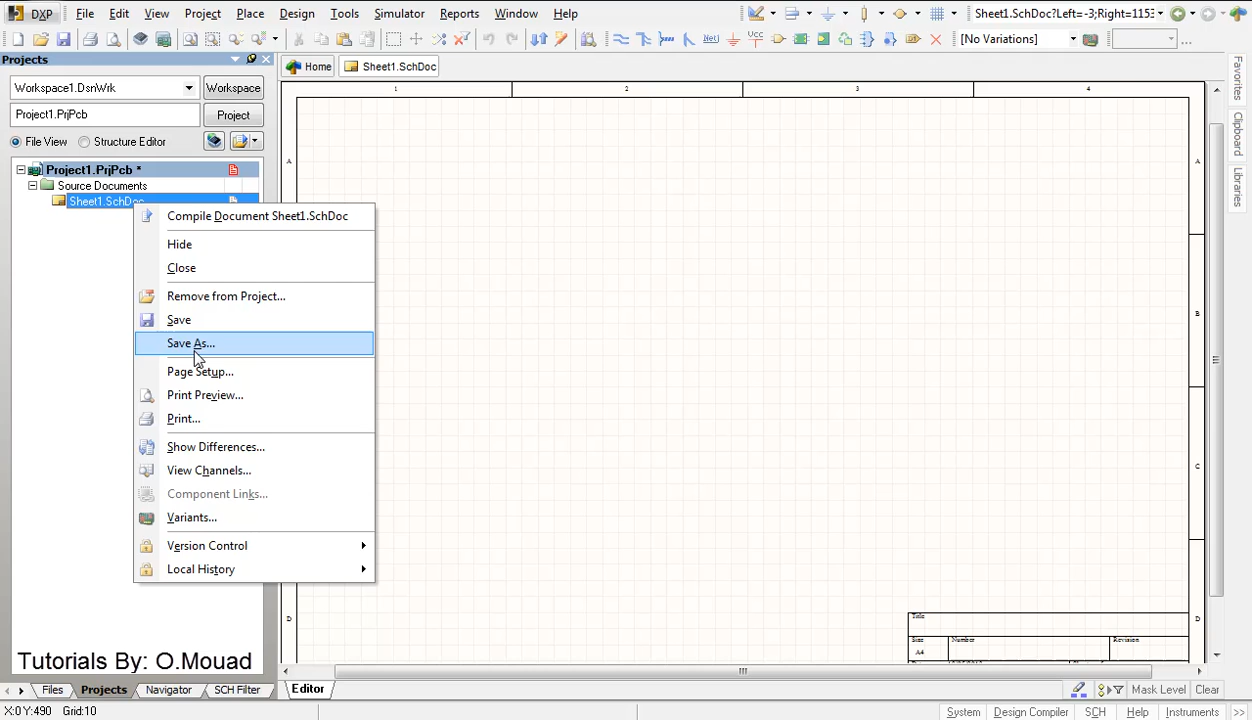 DXP File Edit View Project Place Design Tools Simulator Reports Window Help Sheet1.SchDoc?Left=-3;Right=115
Net Vcc D1 [No Variations] ...
Projects
Home Sheet1.SchDoc
Workspace1.DsnWrk Workspace
Project1.PrjPcb Project
File View Structure Editor
Project1.PrjPcb *
Source Documents
Sheet1.SchDoc
Compile Document Sheet1.SchDoc
Hide
Close
Remove from Project...
Save
Save As...
Page Setup...
Print Preview...
Print...
Show Differences...
View Channels...
Component Links...
Variants...
Version Control
Local History
1 2 3 4
A A
B
C
D D
Title
Size Number Revision
A4
Favorites
Clipboard
Libraries
Tutorials By: O.Mouad
Files Projects Navigator SCH Filter Editor Mask Level Clear
X:0 Y:490 Grid:10 System Design Compiler SCH Help Instruments >>